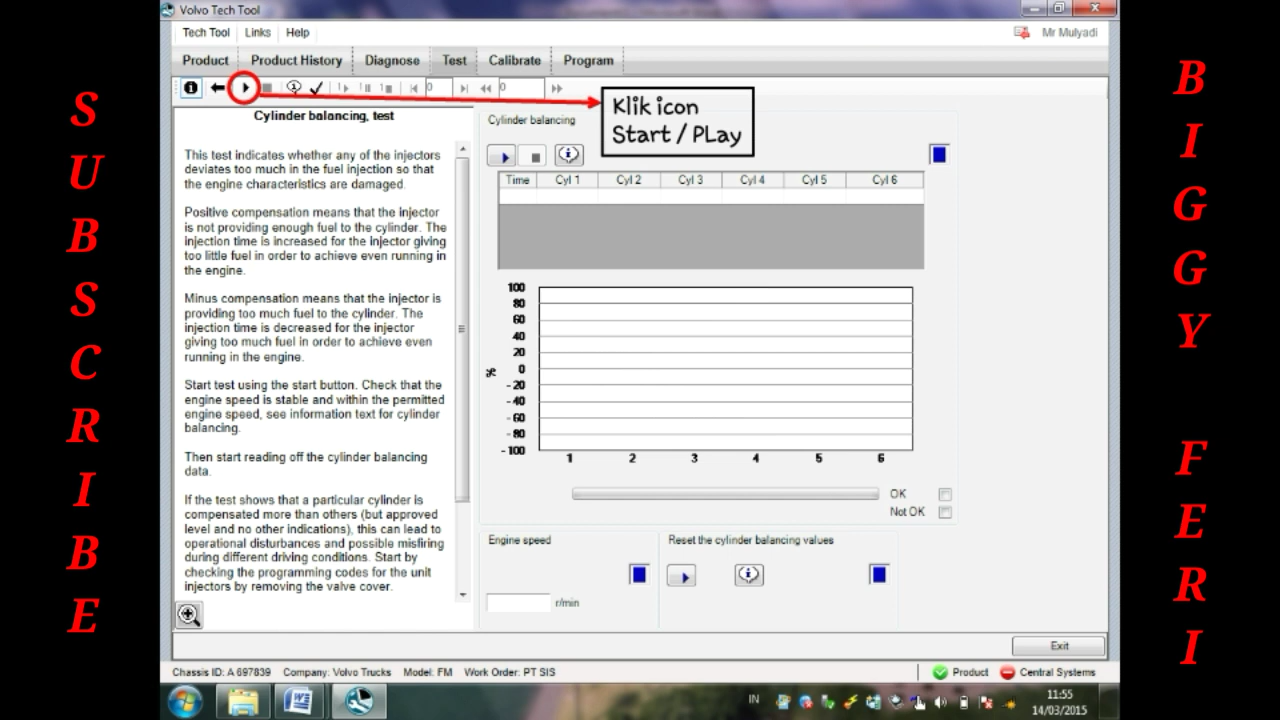 Volvo Tech Tool
Tech Tool Links Help
Mr Mulyadi
Product Product History Diagnose Test Calibrate Program
0 0
Klik icon
Start / PLay
Cylinder balancing, test
This test indicates whether any of the injectors
deviates too much in the fuel injection so that
the engine characteristics are damaged.
Positive compensation means that the injector
is not providing enough fuel to the cylinder. The
injection time is increased for the injector giving
too little fuel in order to achieve even running in
the engine.
Minus compensation means that the injector is
providing too much fuel to the cylinder. The
injection time is decreased for the injector
giving too much fuel in order to achieve even
running in the engine.
Start test using the start button. Check that the
engine speed is stable and within the permitted
engine speed, see information text for cylinder
balancing.
Then start reading off the cylinder balancing
data.
If the test shows that a particular cylinder is
compensated more than others (but approved
level and no other indications), this can lead to
operational disturbances and possible misfiring
during different driving conditions. Start by
checking the programming codes for the unit
injectors by removing the valve cover.
Cylinder balancing
Time Cyl 1 Cyl 2 Cyl 3 Cyl 4 Cyl 5 Cyl 6
100
80
60
40
20
0
-20
-40
-60
-80
-100
%
1 2 3 4 5 6
OK
Not OK
Engine speed
r/min
Reset the cylinder balancing values
Exit
Chassis ID: A 697839 Company: Volvo Trucks Model: FM Work Order: PT SIS
Product Central Systems
IN
11:55
14/03/2015
SUBSCRIBE
BIGGY FERI